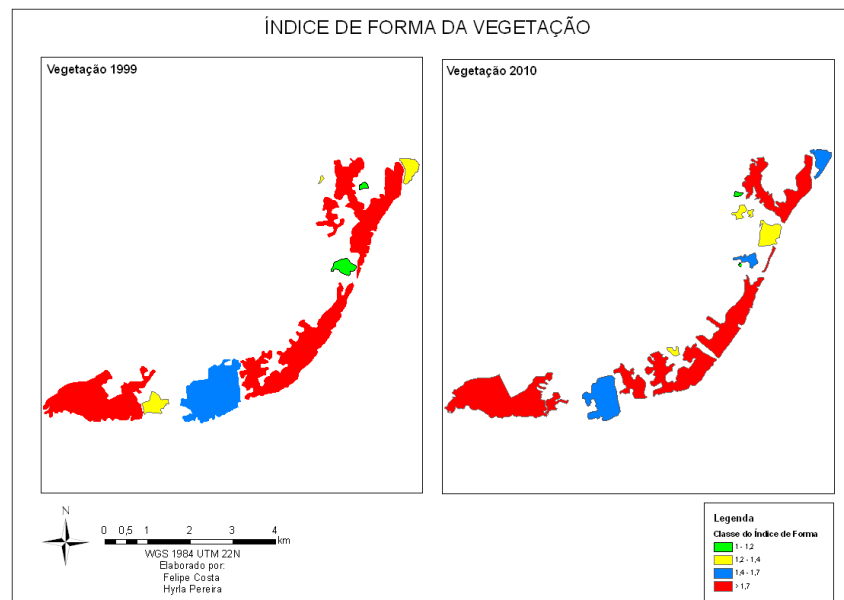 ÍNDICE DE FORMA DA VEGETAÇÃO
Vegetação 1999
Vegetação 2010
N
0 0,5 1 2 3 4
km
WGS 1984 UTM 22N
Elaborado por:
Felipe Costa
Hyrla Pereira
Legenda
Classe do Índice de Forma
1 - 1,2
1,2 - 1,4
1,4 - 1,7
> 1,7